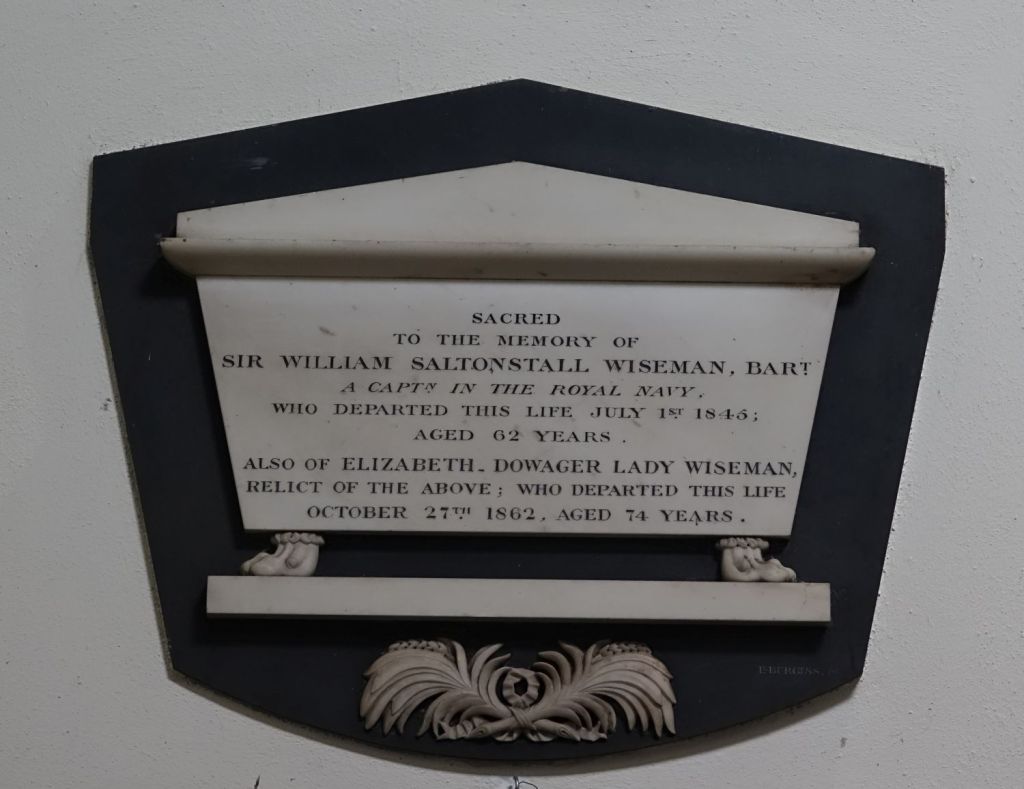 SACRED
TO THE MEMORY OF
SIR WILLIAM SALTONSTALL WISEMAN, BART.
A CAPTN IN THE ROYAL NAVY,
WHO DEPARTED THIS LIFE JULY 1ST 1845;
AGED 62 YEARS.
ALSO OF ELIZABETH. DOWAGER LADY WISEMAN,
RELICT OF THE ABOVE; WHO DEPARTED THIS LIFE
OCTOBER 27TH 1862, AGED 74 YEARS.